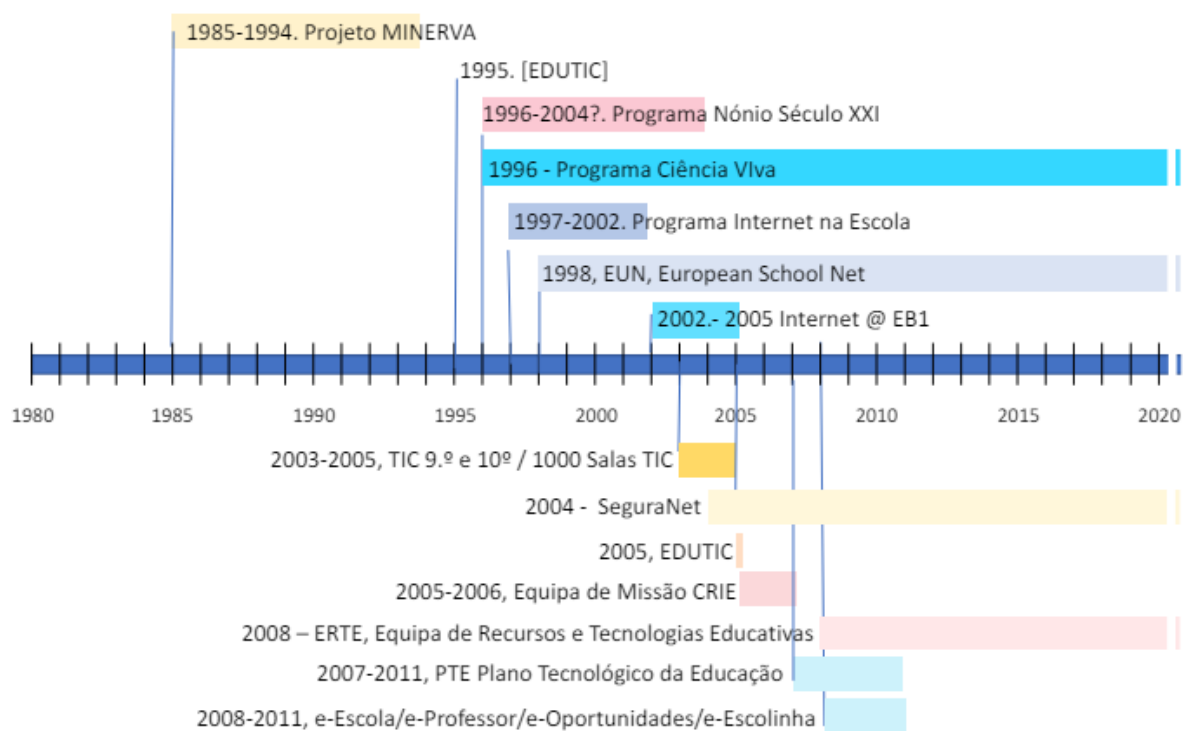 1985-1994. Projeto MINERVA
1995. [EDUTIC]
1996-2004?. Programa Nónio Século XXI
1996 - Programa Ciência VIva
1997-2002. Programa Internet na Escola
1998, EUN, European School Net
2002.- 2005 Internet @ EB1
1980 1985 1990 1995 2000 2005 2010 2015 2020
2003-2005, TIC 9.º e 10º / 1000 Salas TIC
2004 - SeguraNet
2005, EDUTIC
2005-2006, Equipa de Missão CRIE
2008 – ERTE, Equipa de Recursos e Tecnologias Educativas
2007-2011, PTE Plano Tecnológico da Educação
2008-2011, e-Escola/e-Professor/e-Oportunidades/e-Escolinha